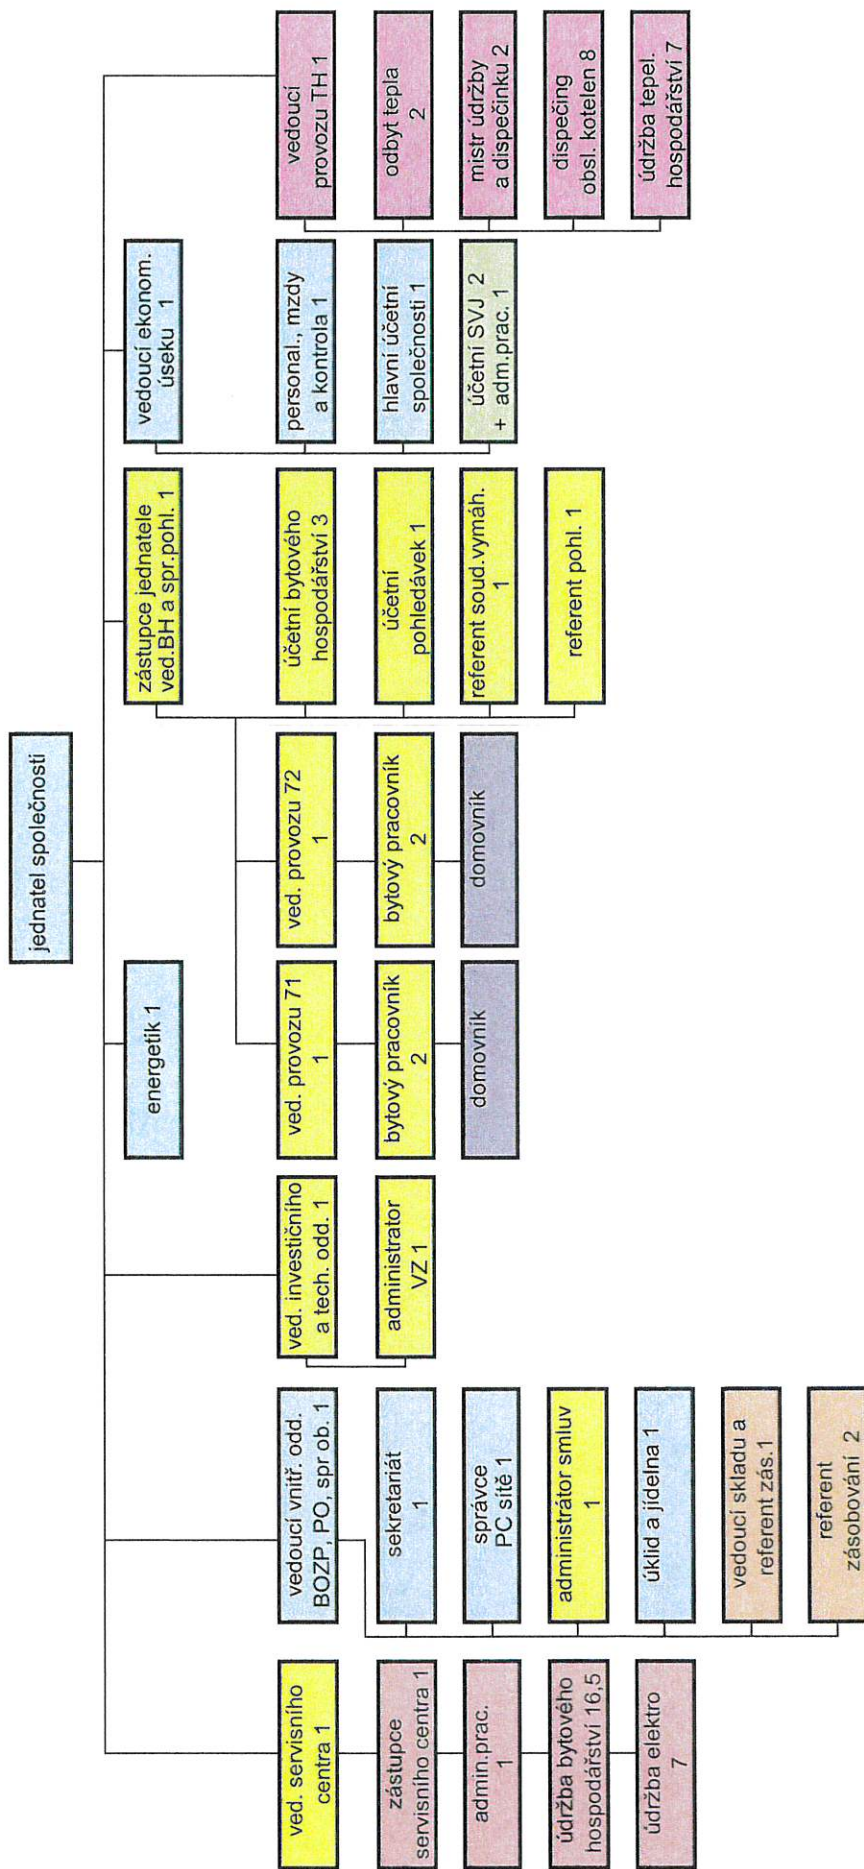 jednatel společnosti
energetik 1
zástupce jednatele
ved.BH a spr.pohl. 1
vedoucí ekonom.
úseku 1
ved. servisního
centra 1
zástupce
servisního centra 1
admin.prac.
1
údržba bytového
hospodářství 16,5
údržba elektro
7
vedoucí vnitř. odd.
BOZP, PO, spr ob. 1
sekretariát
1
správce
PC sítě 1
administrátor smluv
1
úklid a jídelna 1
vedoucí skladu a
referent zás.1
referent
zásobování 2
ved. investičního
a tech. odd. 1
administrator
VZ 1
ved. provozu 71
1
bytový pracovník
2
domovník
ved. provozu 72
1
bytový pracovník
2
domovník
účetní bytového
hospodářství 3
účetní
pohledávek 1
referent soud.vymáh.
1
referent pohl. 1
personal., mzdy
a kontrola 1
hlavní účetní
společnosti 1
účetní SVJ 2
+ adm.prac. 1
vedoucí
provozu TH 1
odbyt tepla
2
mistr údržby
a dispečinku 2
dispečing
obsl. kotelen 8
údržba tepel.
hospodářství 7